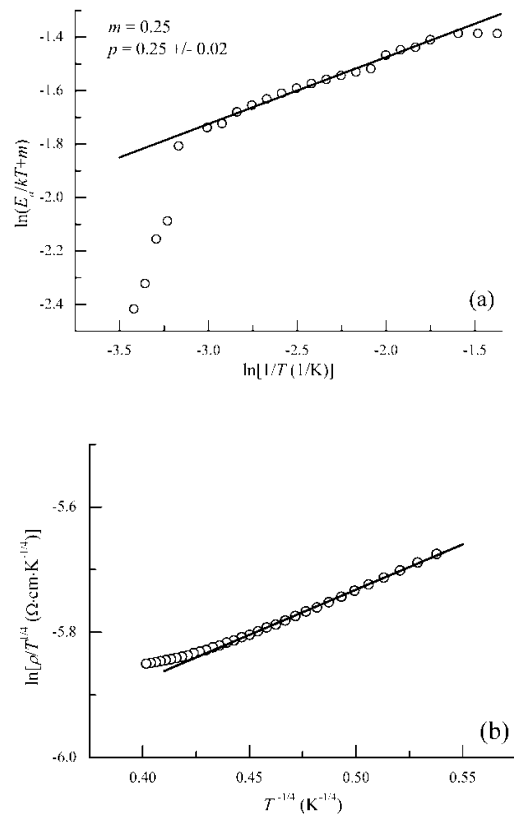 m = 0.25
p = 0.25 +/- 0.02
-1.4
-1.6
-1.8
-2.0
-2.2
-2.4
ln(Ea/kT+m)
(a)
-3.5 -3.0 -2.5 -2.0 -1.5
ln[1/T (1/K)]
-5.6
-5.8
-6.0
ln[ρ/T^1/4 (Ω·cm·K^-1/4)]
(b)
0.40 0.45 0.50 0.55
T^-1/4 (K^-1/4)